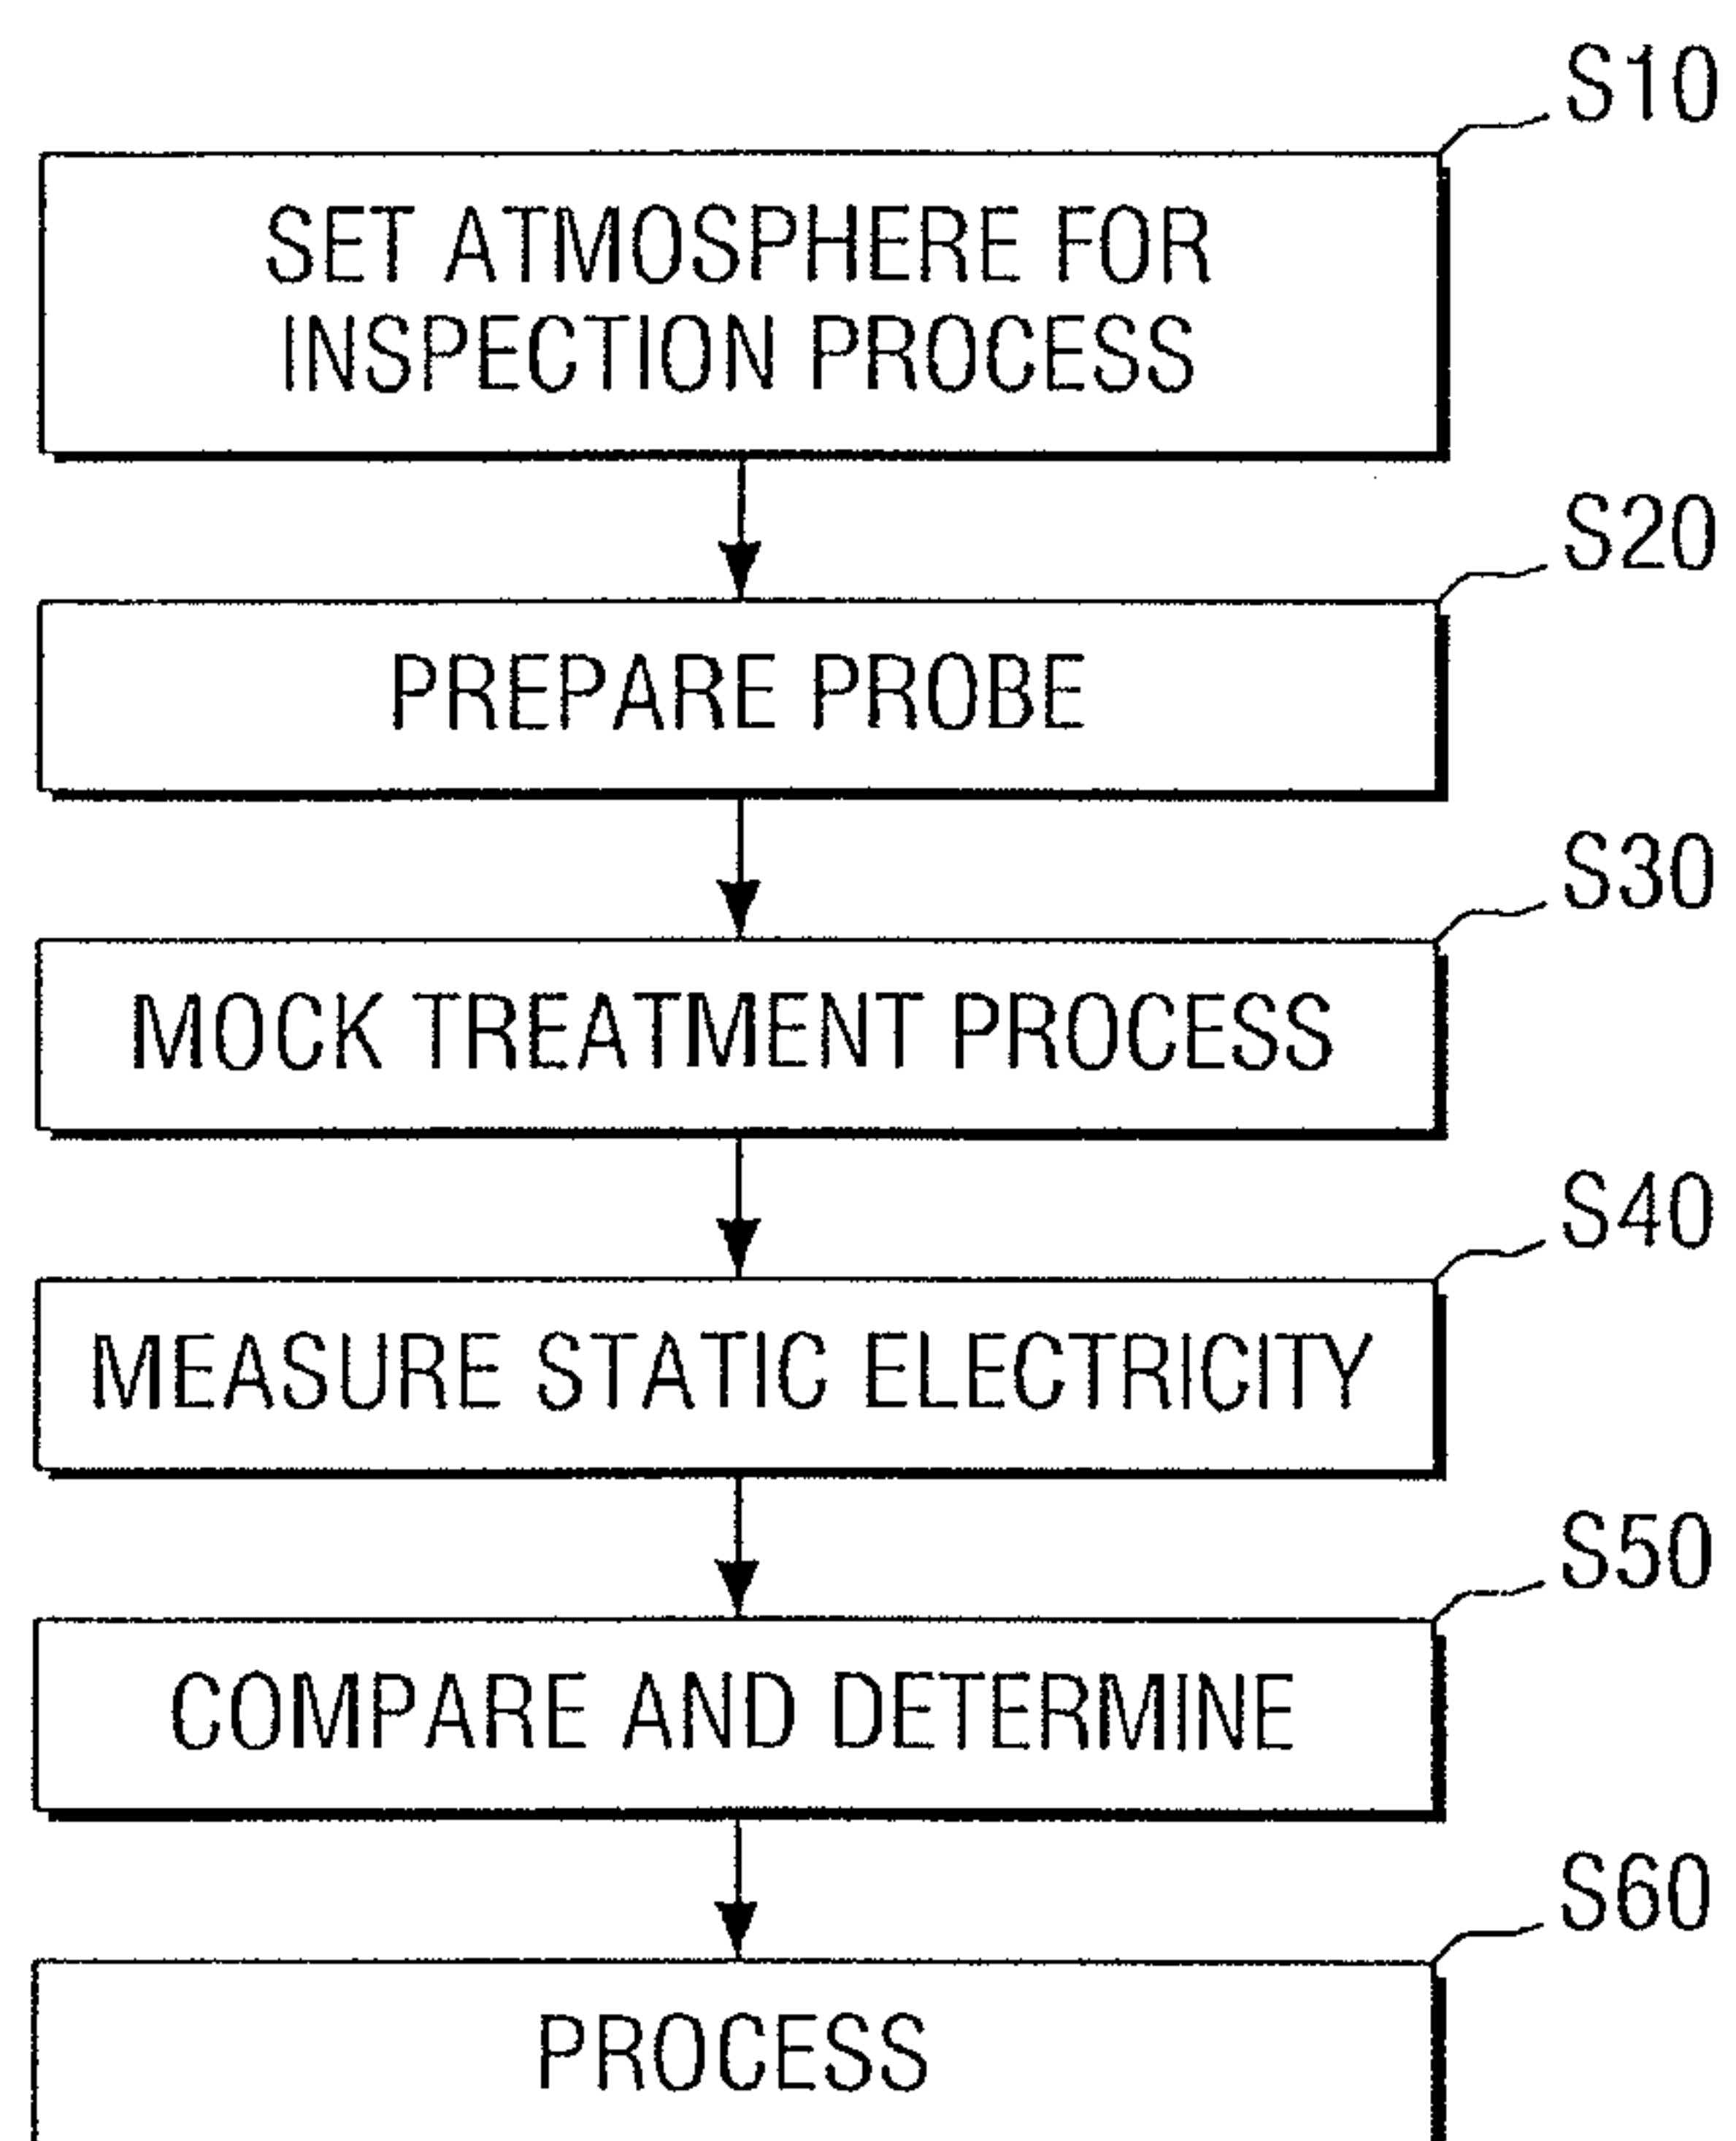 S10
SET ATMOSPHERE FOR
INSPECTION PROCESS
S20
PREPARE PROBE
S30
MOCK TREATMENT PROCESS
S40
MEASURE STATIC ELECTRICITY
S50
COMPARE AND DETERMINE
S60
PROCESS